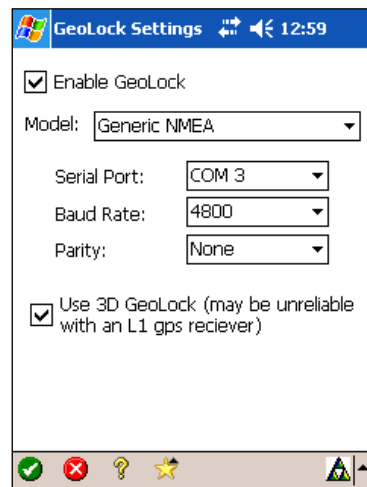 GeoLock Settings 12:59
Enable GeoLock
Model: Generic NMEA
Serial Port: COM 3
Baud Rate: 4800
Parity: None
Use 3D GeoLock (may be unreliable
with an L1 gps reciever)